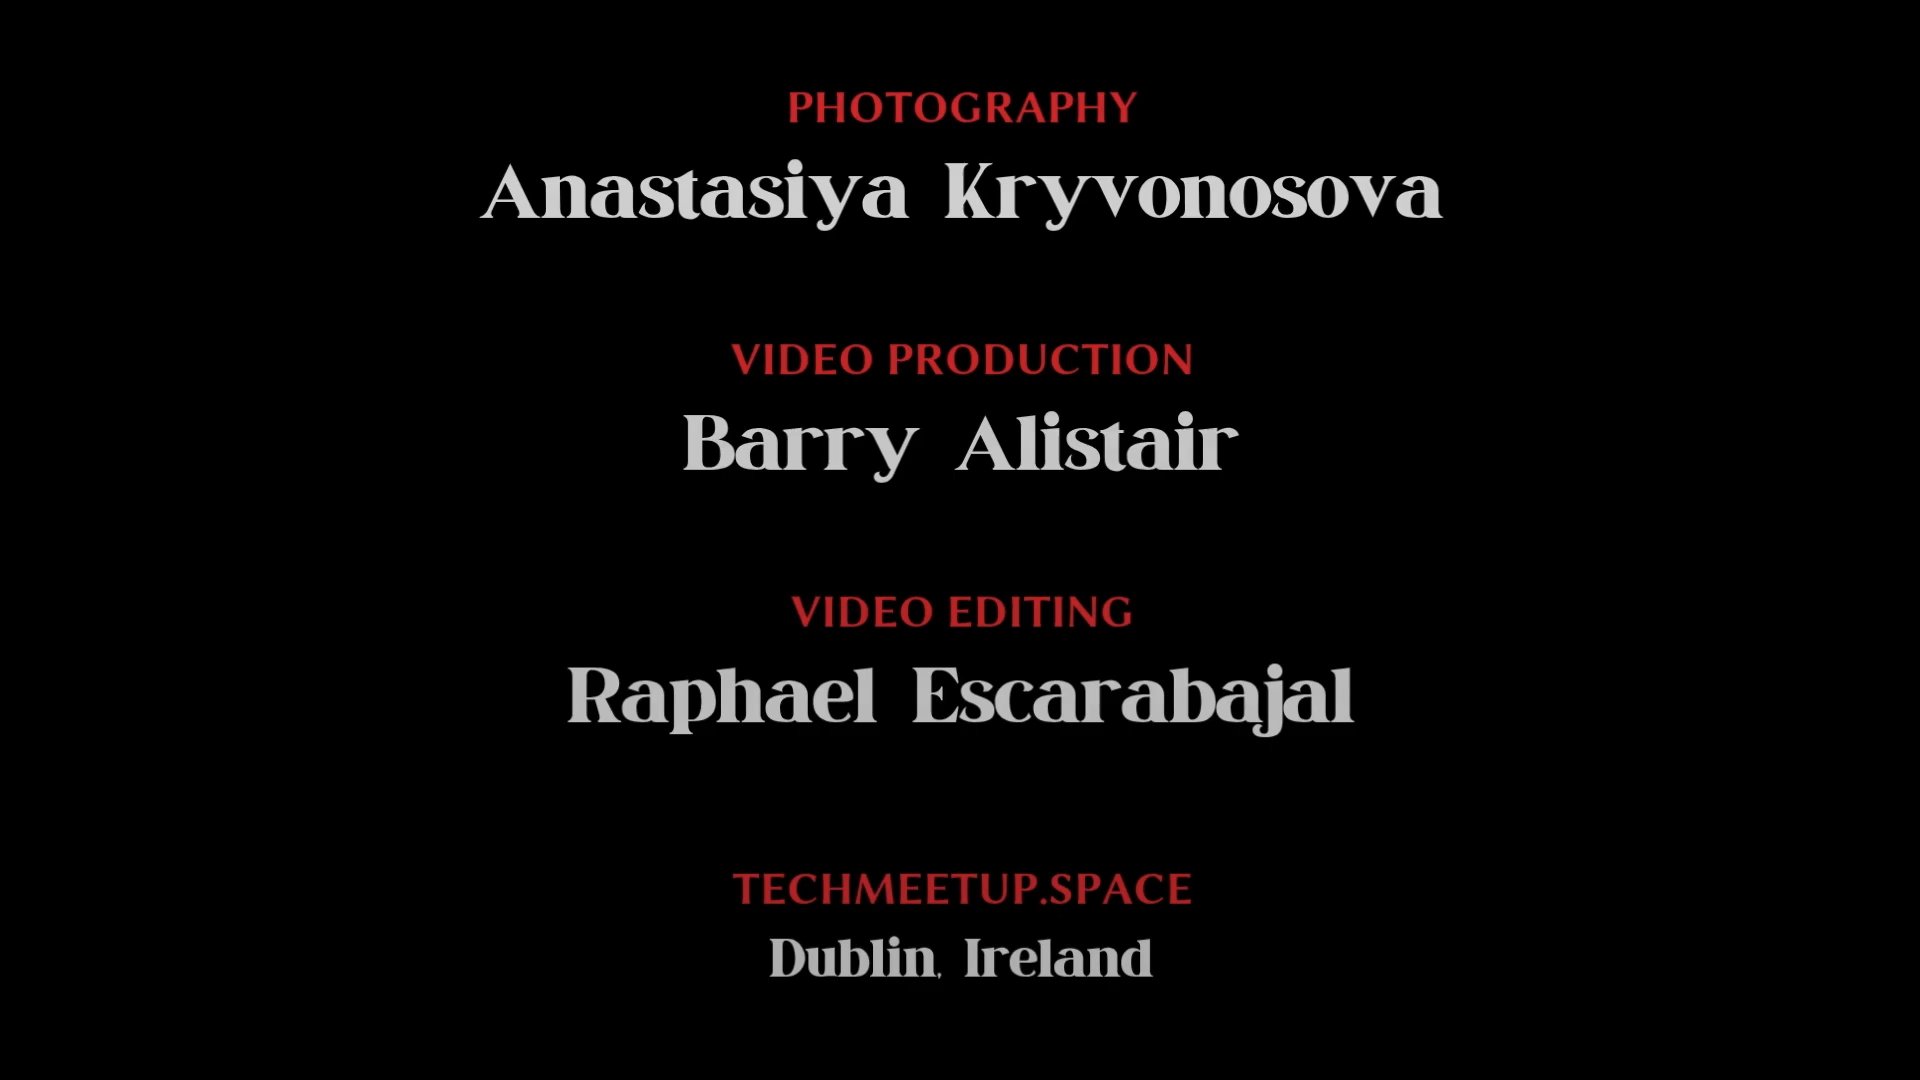 PHOTOGRAPHY
Anastasiya Kryvonosova
VIDEO PRODUCTION
Barry Alistair
VIDEO EDITING
Raphael Escarabajal
TECHMEETUP.SPACE
Dublin, Ireland